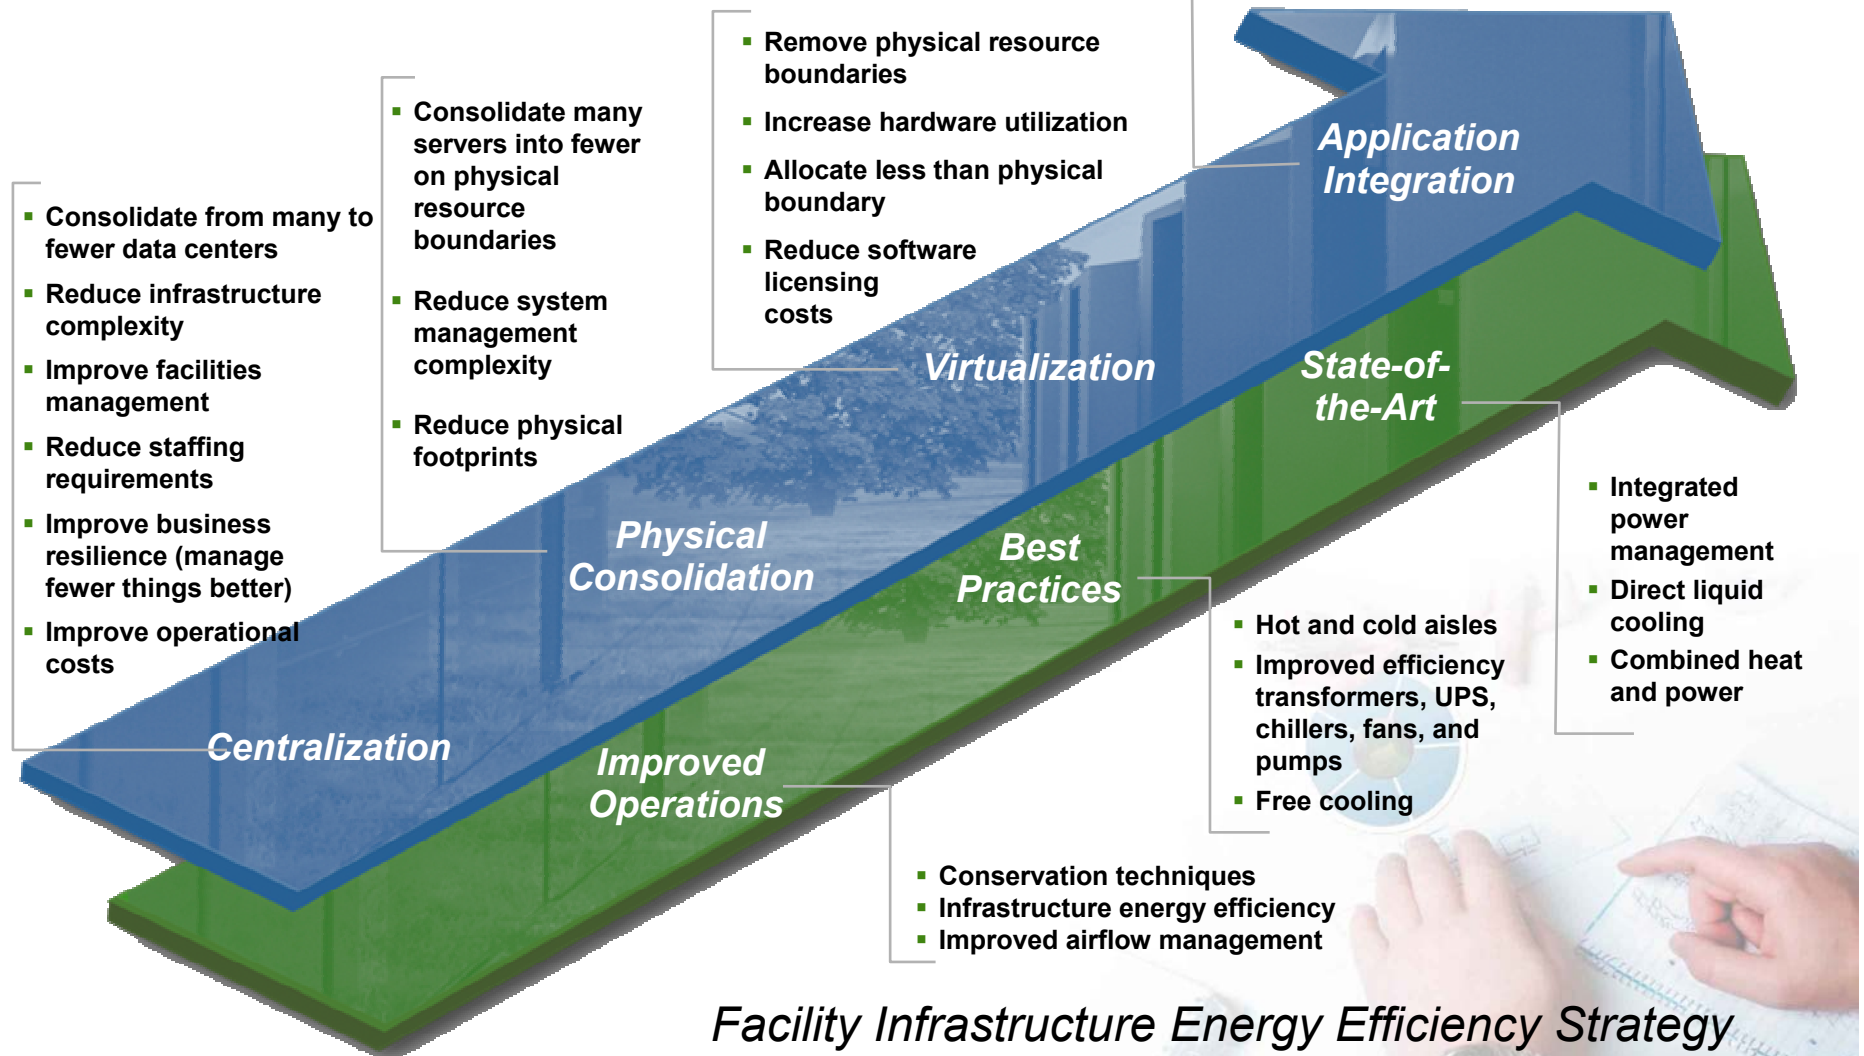 ▪ Consolidate from many to
fewer data centers
▪ Reduce infrastructure
complexity
▪ Improve facilities
management
▪ Reduce staffing
requirements
▪ Improve business
resilience (manage
fewer things better)
▪ Improve operational
costs
Centralization
▪ Consolidate many
servers into fewer
on physical
resource
boundaries
▪ Reduce system
management
complexity
▪ Reduce physical
footprints
Physical
Consolidation
▪ Remove physical resource
boundaries
▪ Increase hardware utilization
▪ Allocate less than physical
boundary
▪ Reduce software
licensing
costs
Virtualization
Application
Integration
Improved
Operations
▪ Conservation techniques
▪ Infrastructure energy efficiency
▪ Improved airflow management
Best
Practices
▪ Hot and cold aisles
▪ Improved efficiency
transformers, UPS,
chillers, fans, and
pumps
▪ Free cooling
State-of-
the-Art
▪ Integrated
power
management
▪ Direct liquid
cooling
▪ Combined heat
and power
Facility Infrastructure Energy Efficiency Strategy